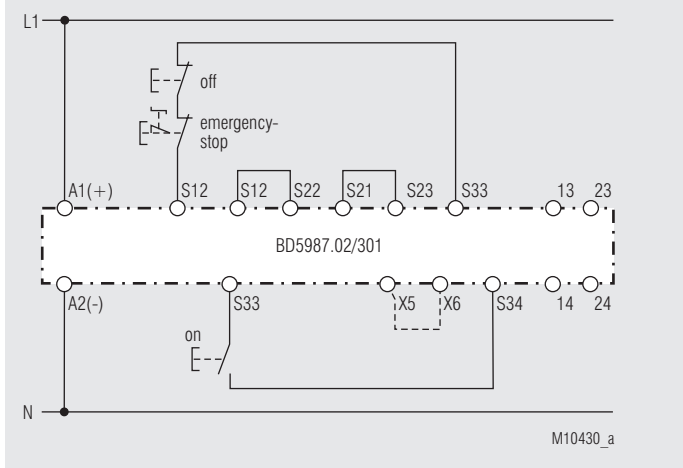 L1
off
emergency-
stop
A1(+) S12 S12 S22 S21 S23 S33 13 23
BD5987.02/301
A2(-) S33 X5 X6 S34 14 24
on
N
M10430_a